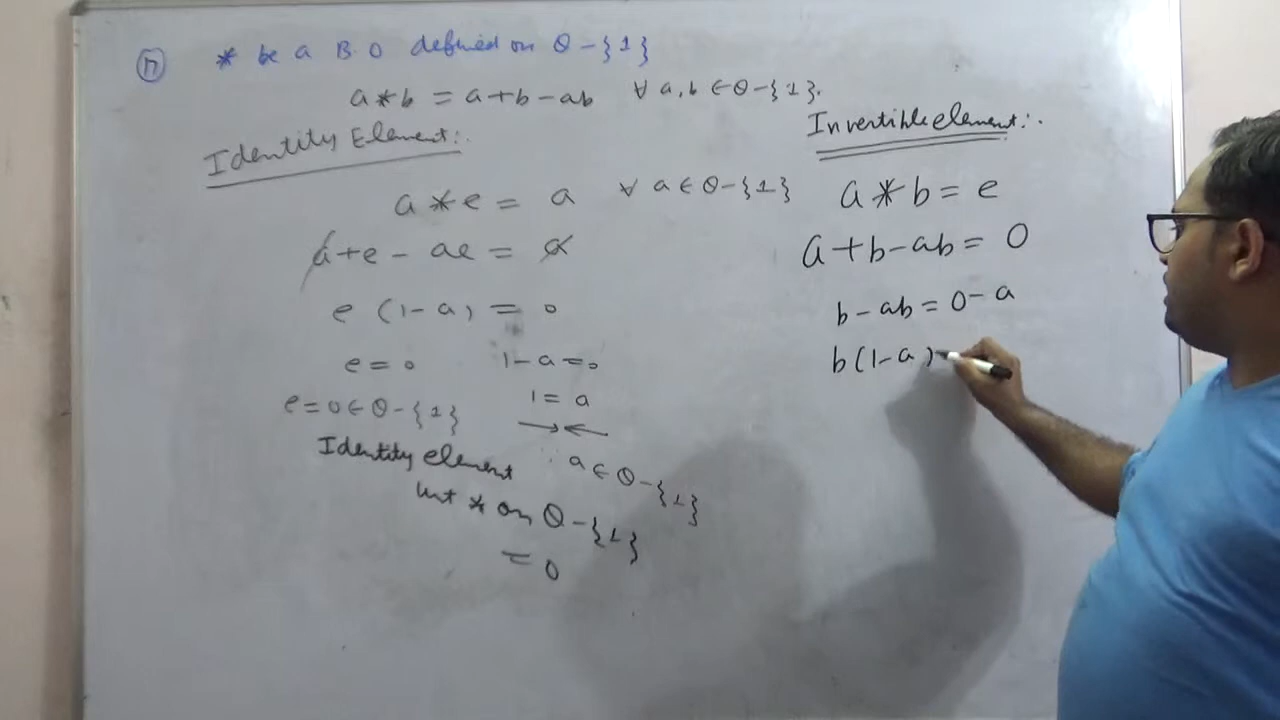 17 * be a B.O defined on Q-{1}
a*b = a+b-ab ∀ a,b ∈ Q-{1}.
Identity Element:.
a*e = a ∀ a ∈ Q-{1}
a+e - ae = a
e (1-a) = 0
e=0 1-a=0
e=0∈Q-{1} 1=a
→←
Identity element ∵ a ∈ Q-{1}
wrt * on Q-{1}
= 0
Invertible element:.
a*b = e
a+b-ab = 0
b-ab = 0-a
b(1-a)